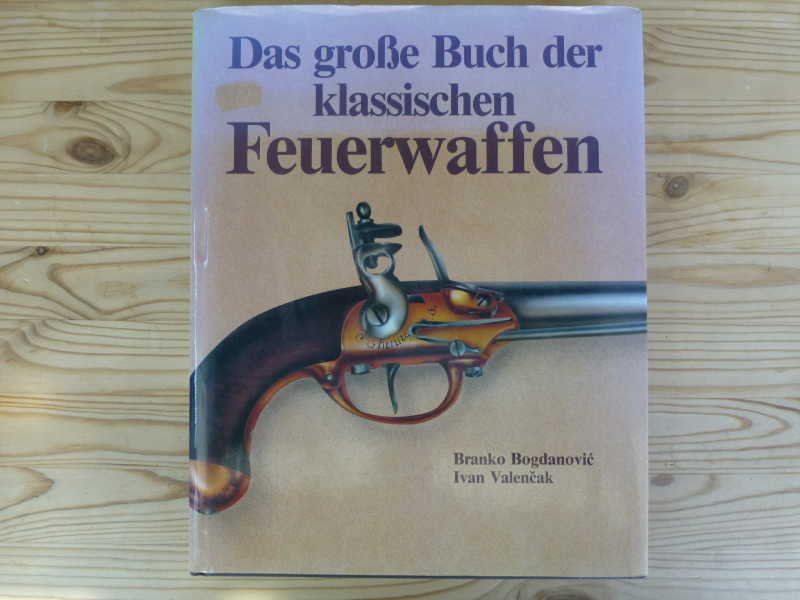 Das große Buch der
klassischen
Feuerwaffen
Branko Bogdanović
Ivan Valenčak